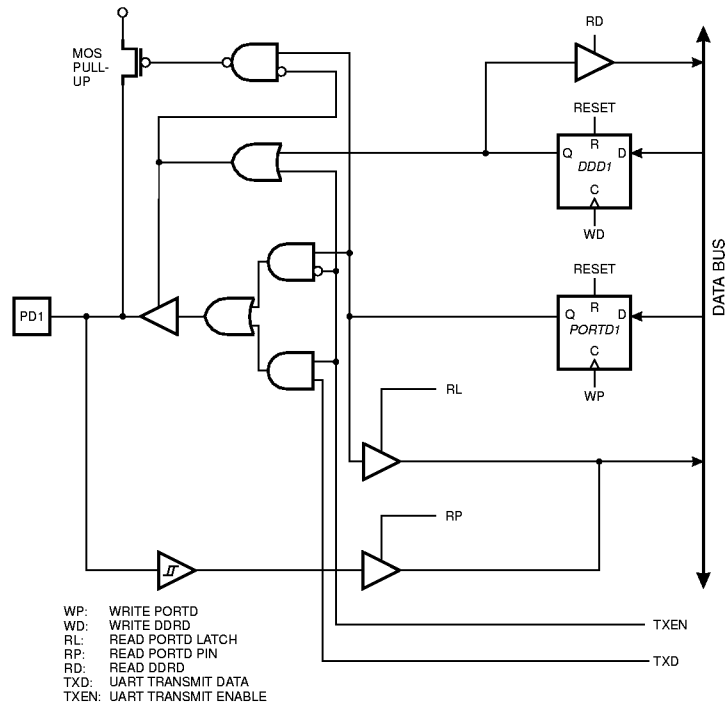 RD
MOS
PULL-
UP
RESET
R
Q
D
DDD1
C
WD
DATA BUS
RESET
R
Q
D
PD1
PORTD1
C
WP
RL
RP
WP: WRITE PORTD
WD: WRITE DDRD
RL: READ PORTD LATCH
RP: READ PORTD PIN
RD: READ DDRD
TXD: UART TRANSMIT DATA
TXEN: UART TRANSMIT ENABLE
TXEN
TXD